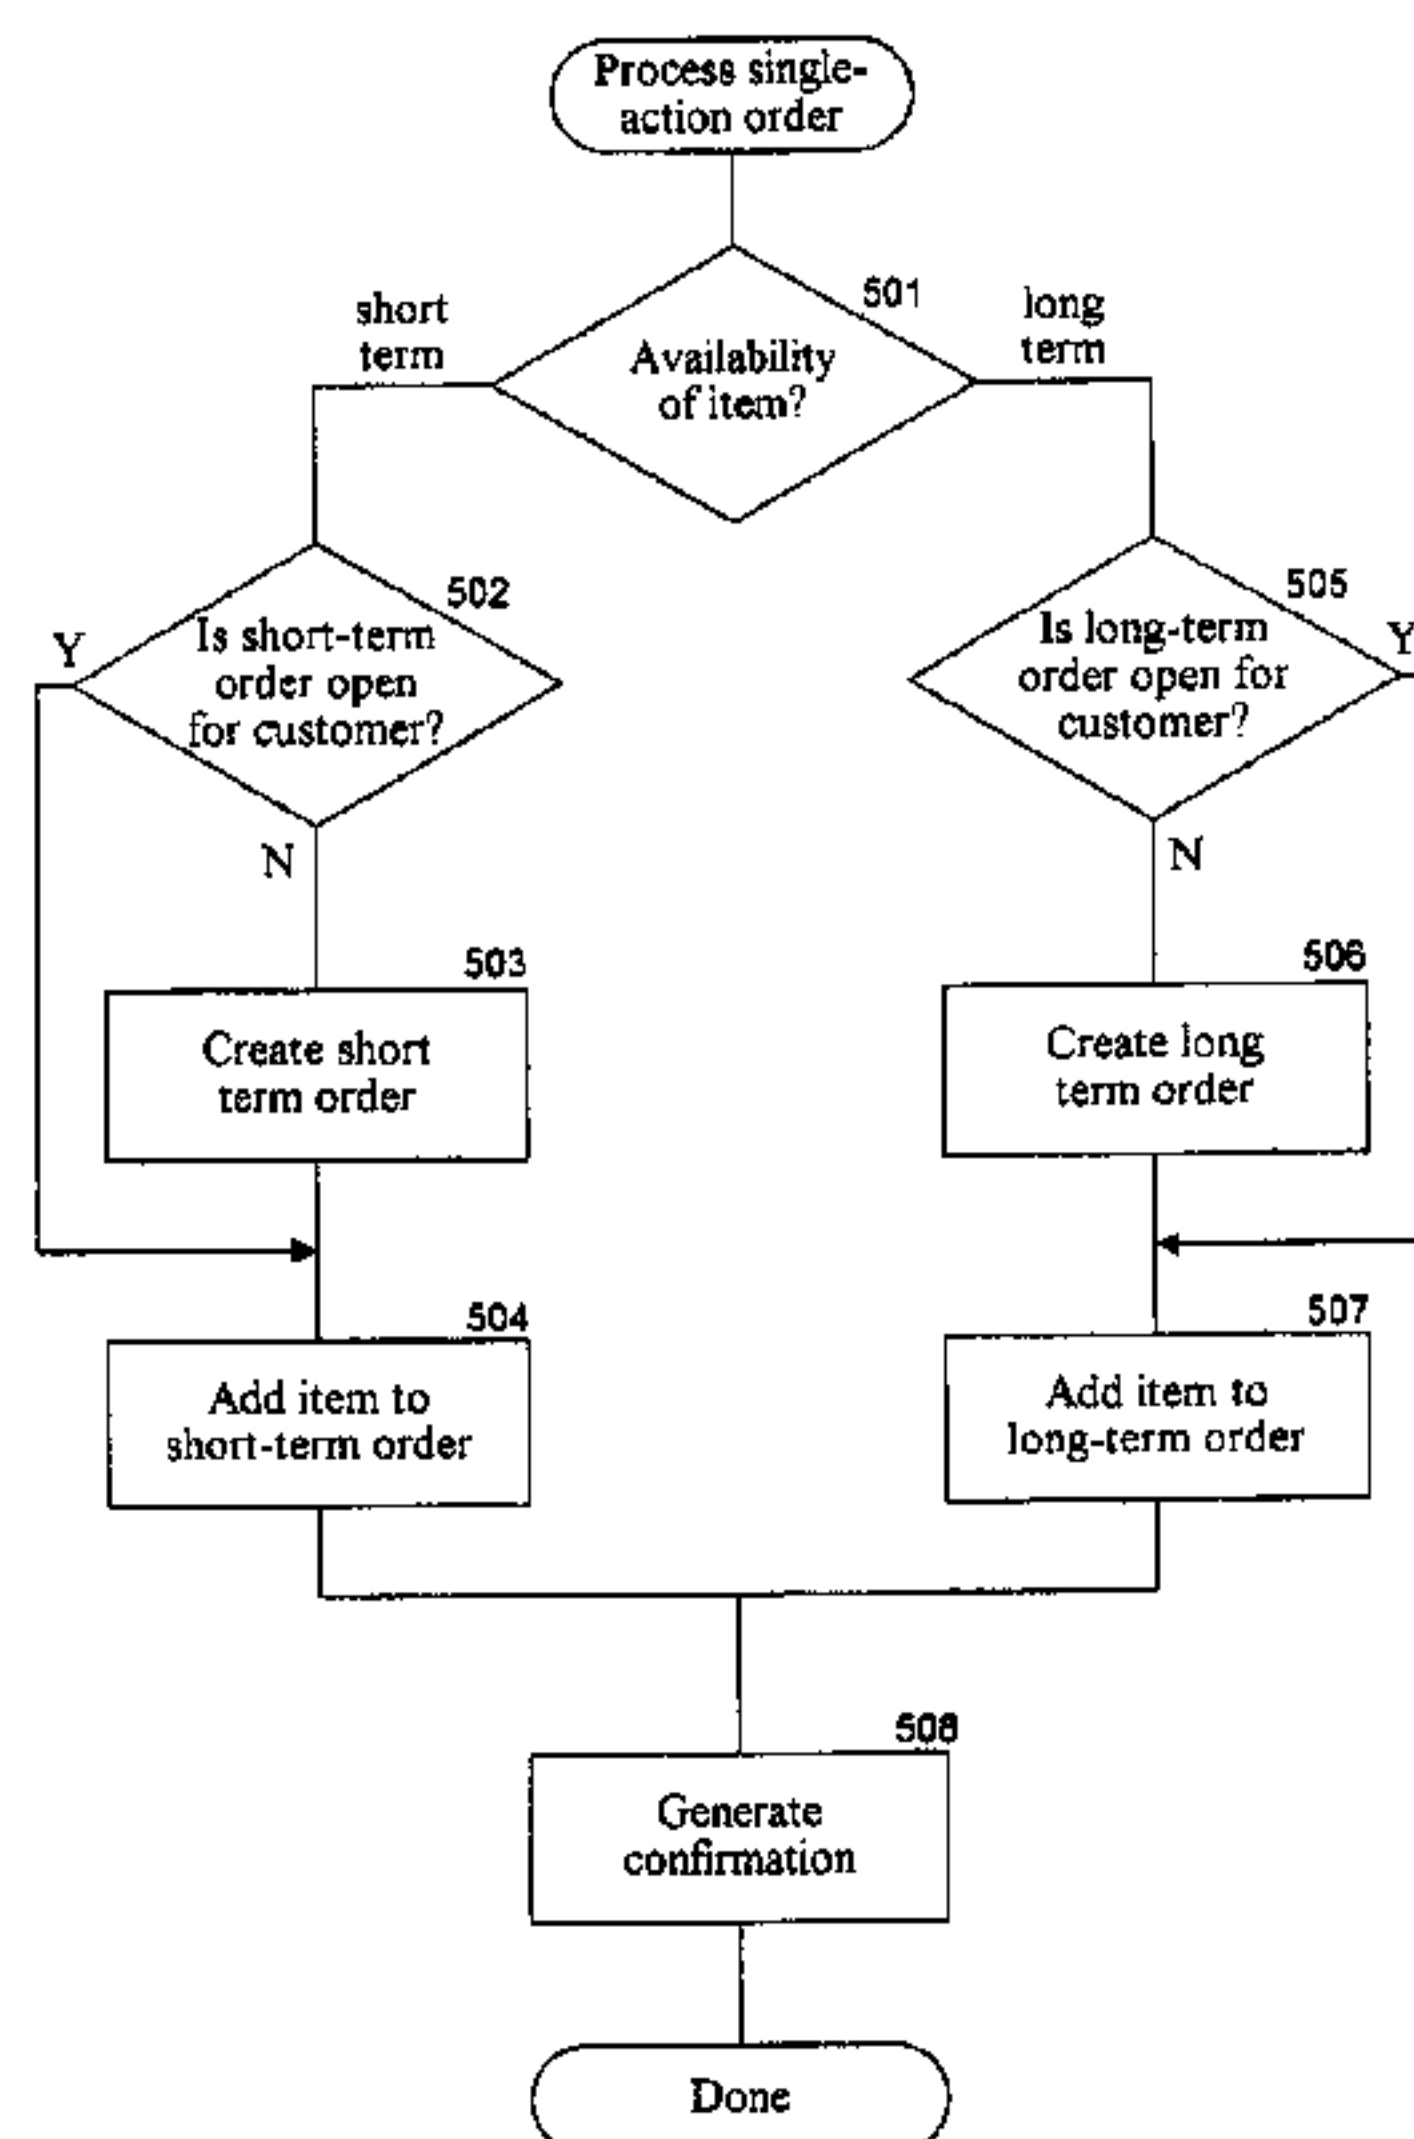 Process single-
action order
501
short
term
long
term
Availability
of item?
502
505
Y
Is short-term
order open
for customer?
Y
Is long-term
order open for
customer?
N
N
503
506
Create short
term order
Create long
term order
504
507
Add item to
short-term order
Add item to
long-term order
508
Generate
confirmation
Done